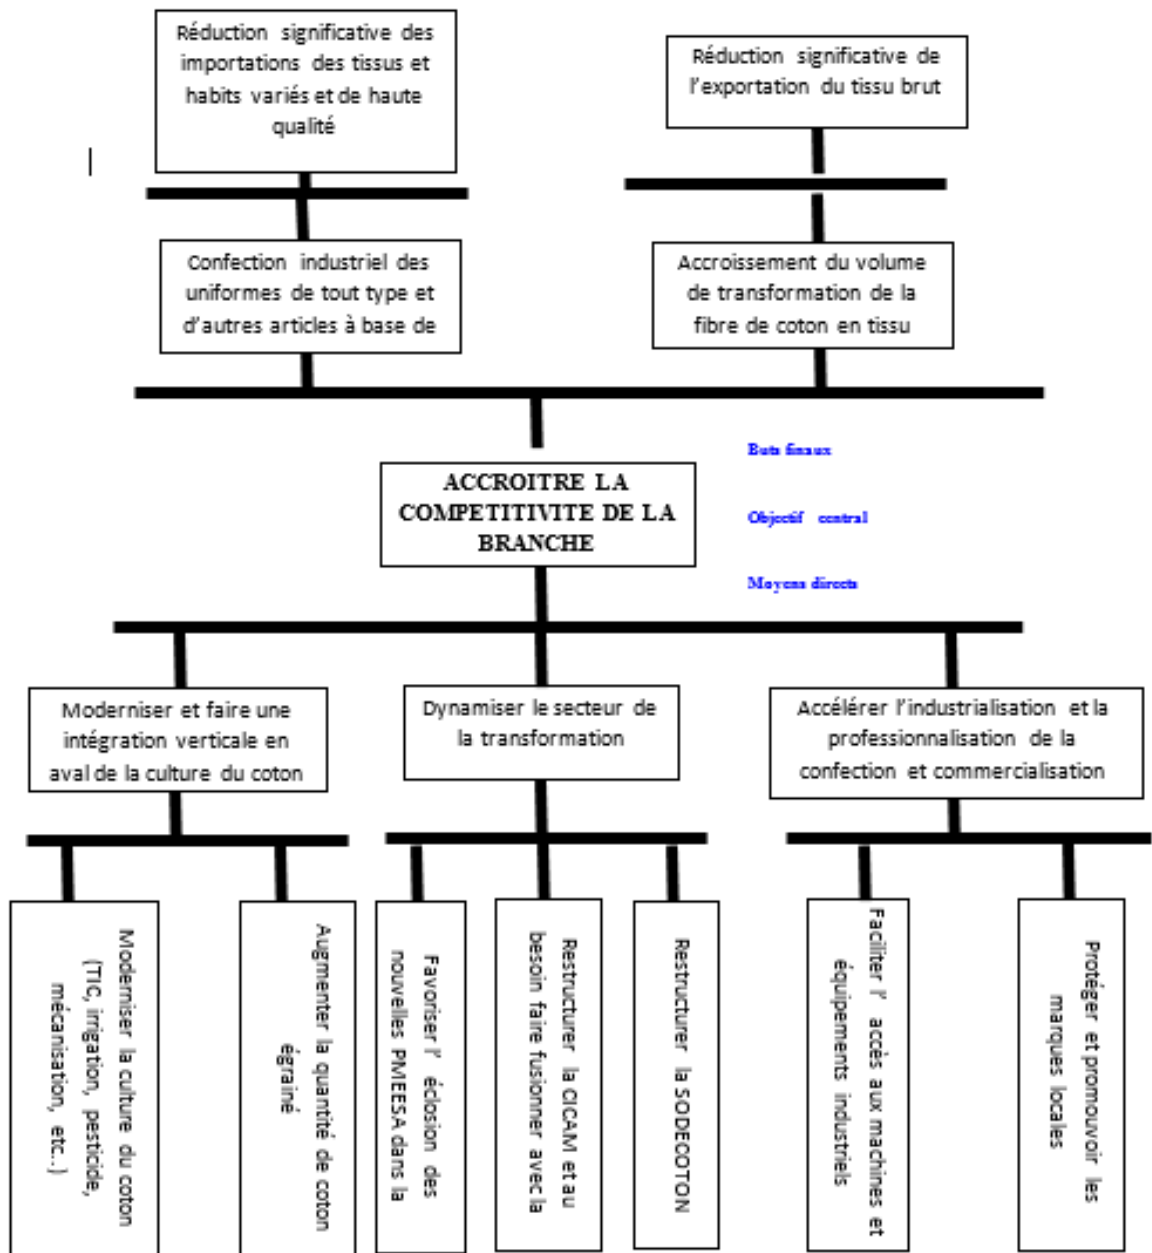 Réduction significative des
importations des tissus et
habits variés et de haute
qualité
Réduction significative de
l'exportation du tissu brut
Confection industriel des
uniformes de tout type et
d'autres articles à base de
Accroissement du volume
de transformation de la
fibre de coton en tissu
Buts finaux
ACCROITRE LA
COMPETITIVITE DE LA
BRANCHE
Objectif central
Moyens directs
Moderniser et faire une
intégration verticale en
aval de la culture du coton
Dynamiser le secteur de
la transformation
Accélérer l'industrialisation et la
professionnalisation de la
confection et commercialisation
Moderniser la culture du coton
(TIC, irrigation, pesticide,
mécanisation, etc..)
Augmenter la quantité de coton
égrainé
Favoriser l' éclosion des
nouvelles PMEESA dans la
Restructurer la CICAM et au
besoin faire fusionner avec la
Restructurer la SODECOTON
Faciliter l' accès aux machines et
équipements industriels
Protéger et promouvoir les
marques locales